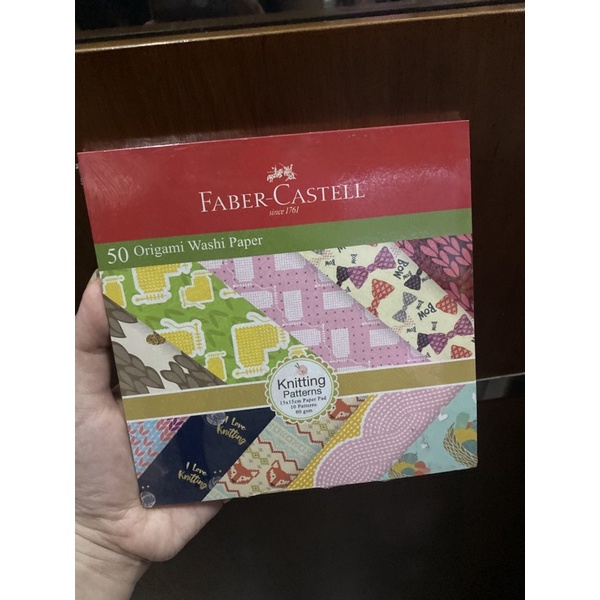 FABER-CASTELL
since 1761
50 Origami Washi Paper
BOW
BOW
Bow
Knitting
Patterns
15x15cm Paper Pad
10 Patterns
80 gsm
I Love
Knitting
I Love
Knitting